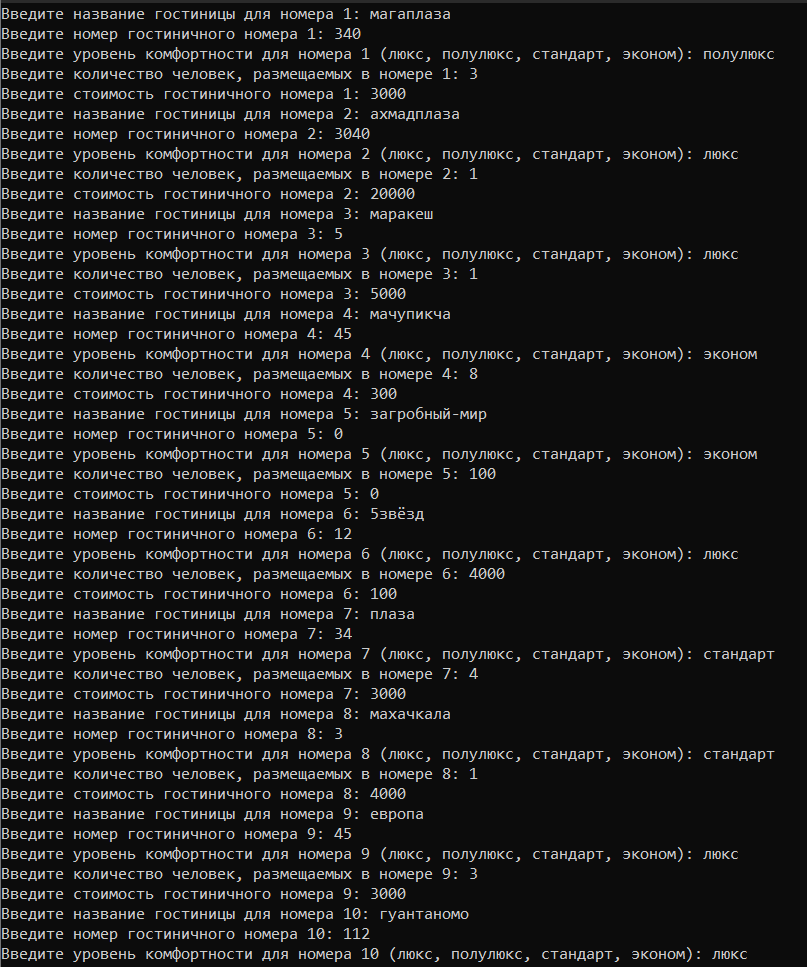 Введите название гостиницы для номера 1: магаплаза
Введите номер гостиничного номера 1: 340
Введите уровень комфортности для номера 1 (люкс, полулюкс, стандарт, эконом): полулюкс
Введите количество человек, размещаемых в номере 1: 3
Введите стоимость гостиничного номера 1: 3000
Введите название гостиницы для номера 2: ахмадплаза
Введите номер гостиничного номера 2: 3040
Введите уровень комфортности для номера 2 (люкс, полулюкс, стандарт, эконом): люкс
Введите количество человек, размещаемых в номере 2: 1
Введите стоимость гостиничного номера 2: 20000
Введите название гостиницы для номера 3: маракеш
Введите номер гостиничного номера 3: 5
Введите уровень комфортности для номера 3 (люкс, полулюкс, стандарт, эконом): люкс
Введите количество человек, размещаемых в номере 3: 1
Введите стоимость гостиничного номера 3: 5000
Введите название гостиницы для номера 4: мачупикча
Введите номер гостиничного номера 4: 45
Введите уровень комфортности для номера 4 (люкс, полулюкс, стандарт, эконом): эконом
Введите количество человек, размещаемых в номере 4: 8
Введите стоимость гостиничного номера 4: 300
Введите название гостиницы для номера 5: загробный-мир
Введите номер гостиничного номера 5: 0
Введите уровень комфортности для номера 5 (люкс, полулюкс, стандарт, эконом): эконом
Введите количество человек, размещаемых в номере 5: 100
Введите стоимость гостиничного номера 5: 0
Введите название гостиницы для номера 6: 5звёзд
Введите номер гостиничного номера 6: 12
Введите уровень комфортности для номера 6 (люкс, полулюкс, стандарт, эконом): люкс
Введите количество человек, размещаемых в номере 6: 4000
Введите стоимость гостиничного номера 6: 100
Введите название гостиницы для номера 7: плаза
Введите номер гостиничного номера 7: 34
Введите уровень комфортности для номера 7 (люкс, полулюкс, стандарт, эконом): стандарт
Введите количество человек, размещаемых в номере 7: 4
Введите стоимость гостиничного номера 7: 3000
Введите название гостиницы для номера 8: махачкала
Введите номер гостиничного номера 8: 3
Введите уровень комфортности для номера 8 (люкс, полулюкс, стандарт, эконом): стандарт
Введите количество человек, размещаемых в номере 8: 1
Введите стоимость гостиничного номера 8: 4000
Введите название гостиницы для номера 9: европа
Введите номер гостиничного номера 9: 45
Введите уровень комфортности для номера 9 (люкс, полулюкс, стандарт, эконом): люкс
Введите количество человек, размещаемых в номере 9: 3
Введите стоимость гостиничного номера 9: 3000
Введите название гостиницы для номера 10: гуантаномо
Введите номер гостиничного номера 10: 112
Введите уровень комфортности для номера 10 (люкс, полулюкс, стандарт, эконом): люкс